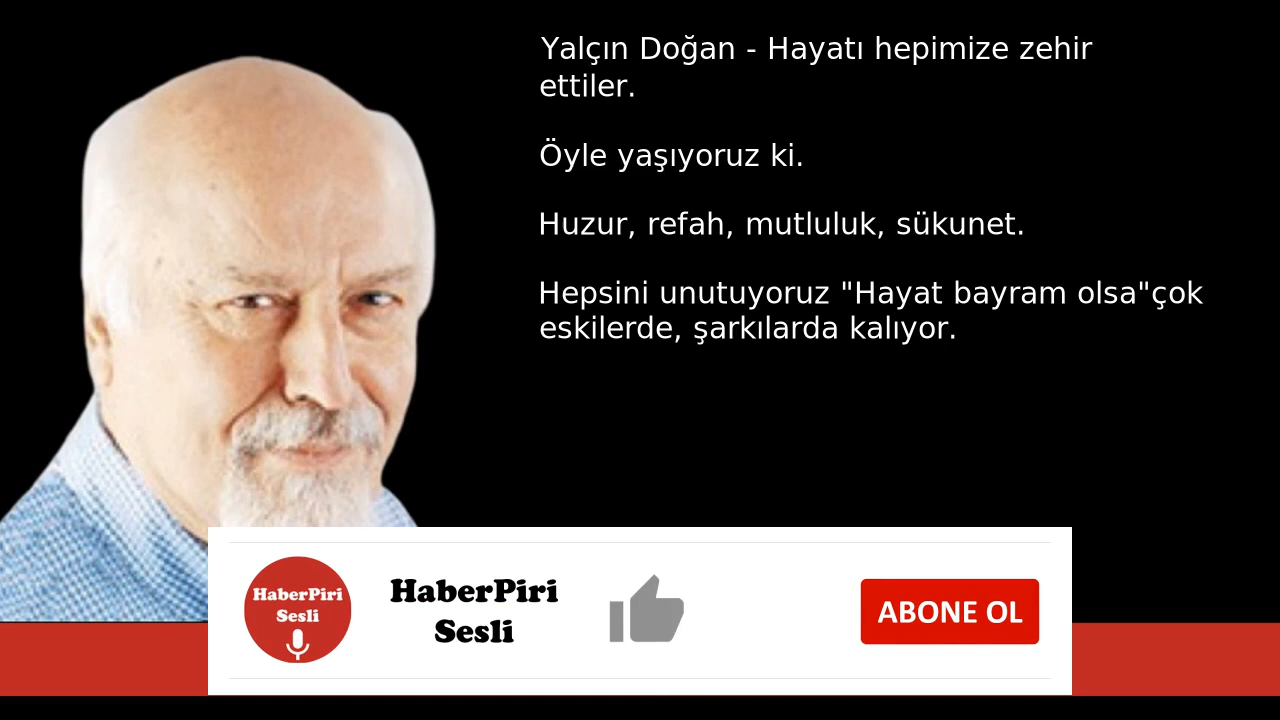 Yalçın Doğan - Hayatı hepimize zehir
ettiler.
Öyle yaşıyoruz ki.
Huzur, refah, mutluluk, sükunet.
Hepsini unutuyoruz "Hayat bayram olsa"çok
eskilerde, şarkılarda kalıyor.
HaberPiri
Sesli
HaberPiri
Sesli
ABONE OL